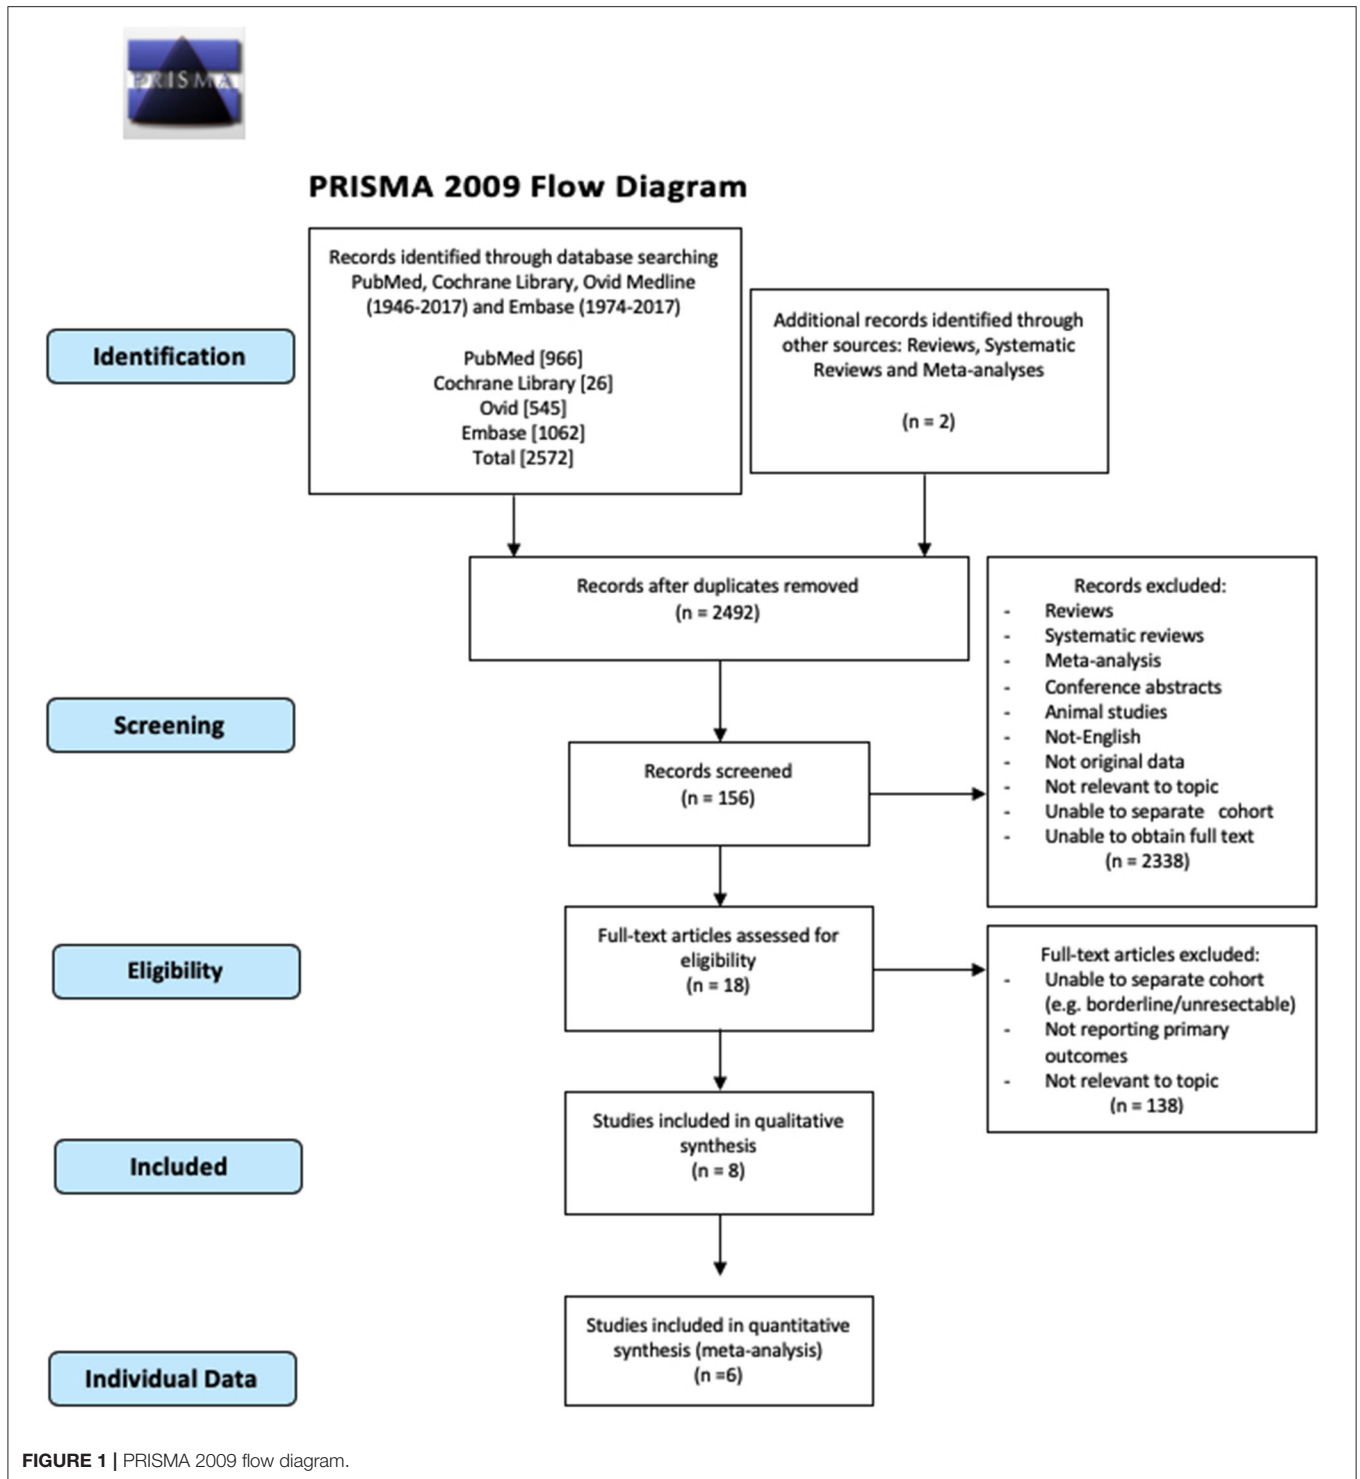 PRISMA
PRISMA 2009 Flow Diagram
Records identified through database searching
PubMed, Cochrane Library, Ovid Medline
(1946-2017) and Embase (1974-2017)
PubMed [966]
Cochrane Library [26]
Ovid [545]
Embase [1062]
Total [2572]
Additional records identified through
other sources: Reviews, Systematic
Reviews and Meta-analyses
(n = 2)
Identification
Records after duplicates removed
(n = 2492)
Records excluded:
- Reviews
- Systematic reviews
- Meta-analysis
- Conference abstracts
- Animal studies
- Not-English
- Not original data
- Not relevant to topic
- Unable to separate cohort
- Unable to obtain full text
(n = 2338)
Screening
Records screened
(n = 156)
Eligibility
Full-text articles assessed for
eligibility
(n = 18)
Full-text articles excluded:
- Unable to separate cohort
(e.g. borderline/unresectable)
- Not reporting primary
outcomes
- Not relevant to topic
(n = 138)
Included
Studies included in qualitative
synthesis
(n = 8)
Individual Data
Studies included in quantitative
synthesis (meta-analysis)
(n =6)
FIGURE 1 | PRISMA 2009 flow diagram.